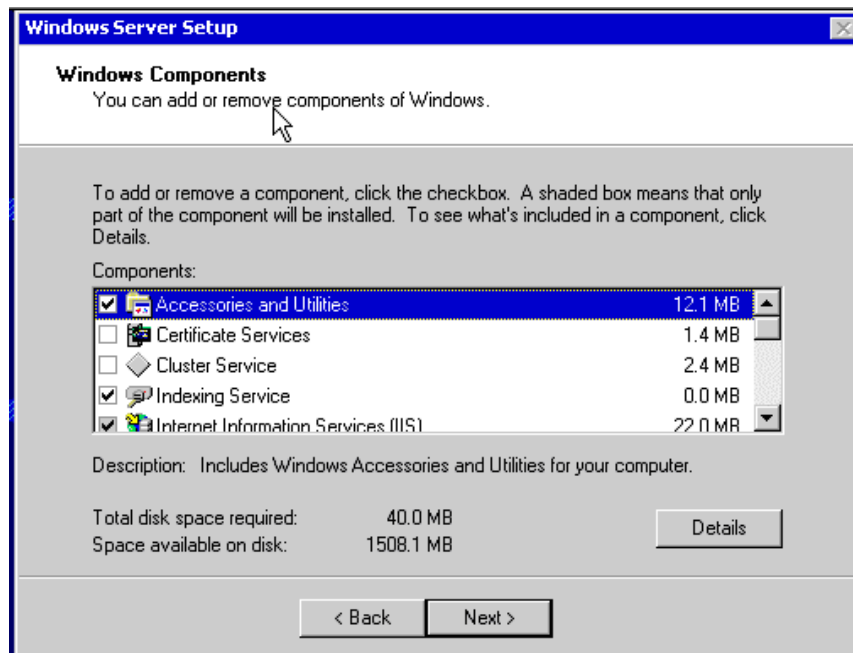 Windows Server Setup
Windows Components
You can add or remove components of Windows.
To add or remove a component, click the checkbox. A shaded box means that only
part of the component will be installed. To see what's included in a component, click
Details.
Components:
Accessories and Utilities 12.1 MB
Certificate Services 1.4 MB
Cluster Service 2.4 MB
Indexing Service 0.0 MB
Internet Information Services (IIS) 22.0 MB
Description: Includes Windows Accessories and Utilities for your computer.
Total disk space required: 40.0 MB
Space available on disk: 1508.1 MB
Details
< Back Next >